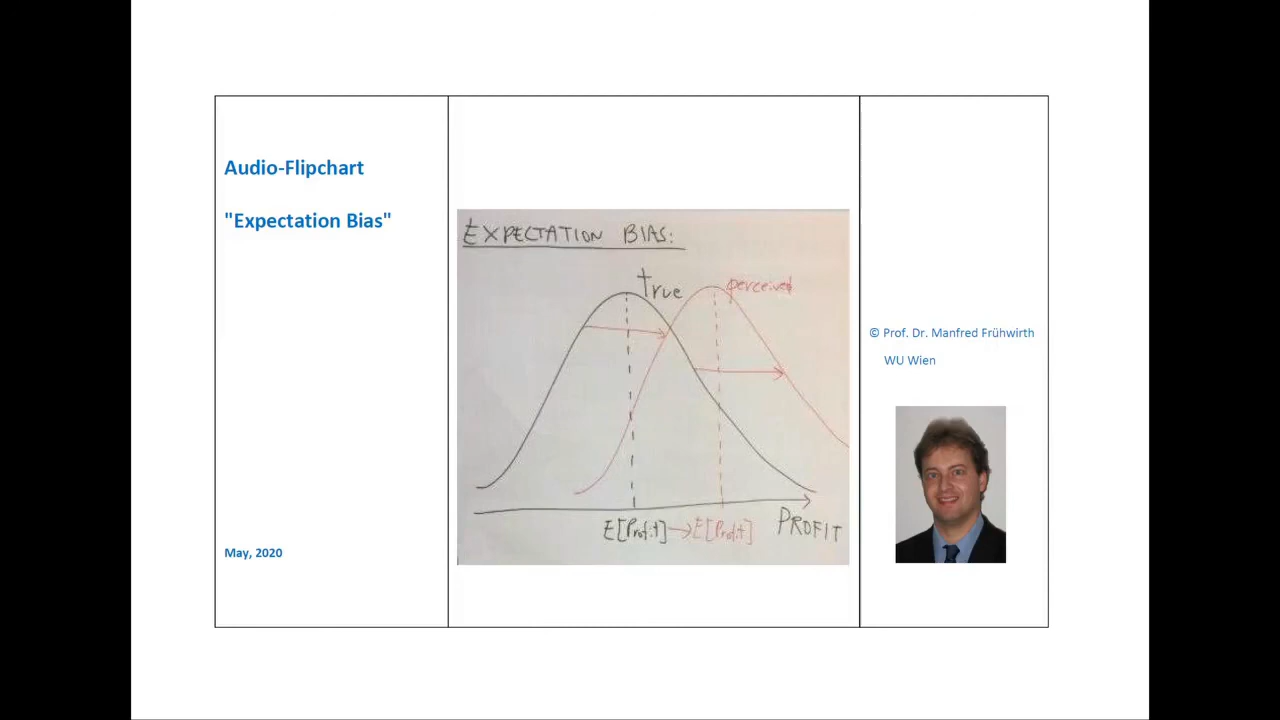 Audio-Flipchart
"Expectation Bias"
May, 2020
EXPECTATION BIAS:
true
perceived
E[Profit] → E[Profit]
PROFIT
© Prof. Dr. Manfred Frühwirth
WU Wien